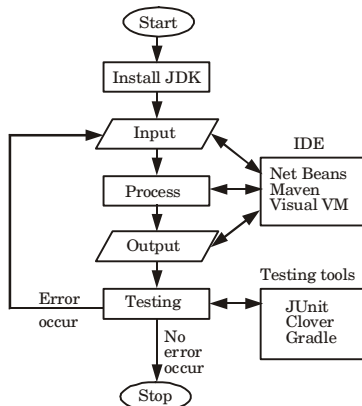 Start
Install JDK
Input
IDE
Net Beans
Maven
Visual VM
Process
Output
Testing tools
Error
occur
Testing
JUnit
Clover
Gradle
No
error
occur
Stop